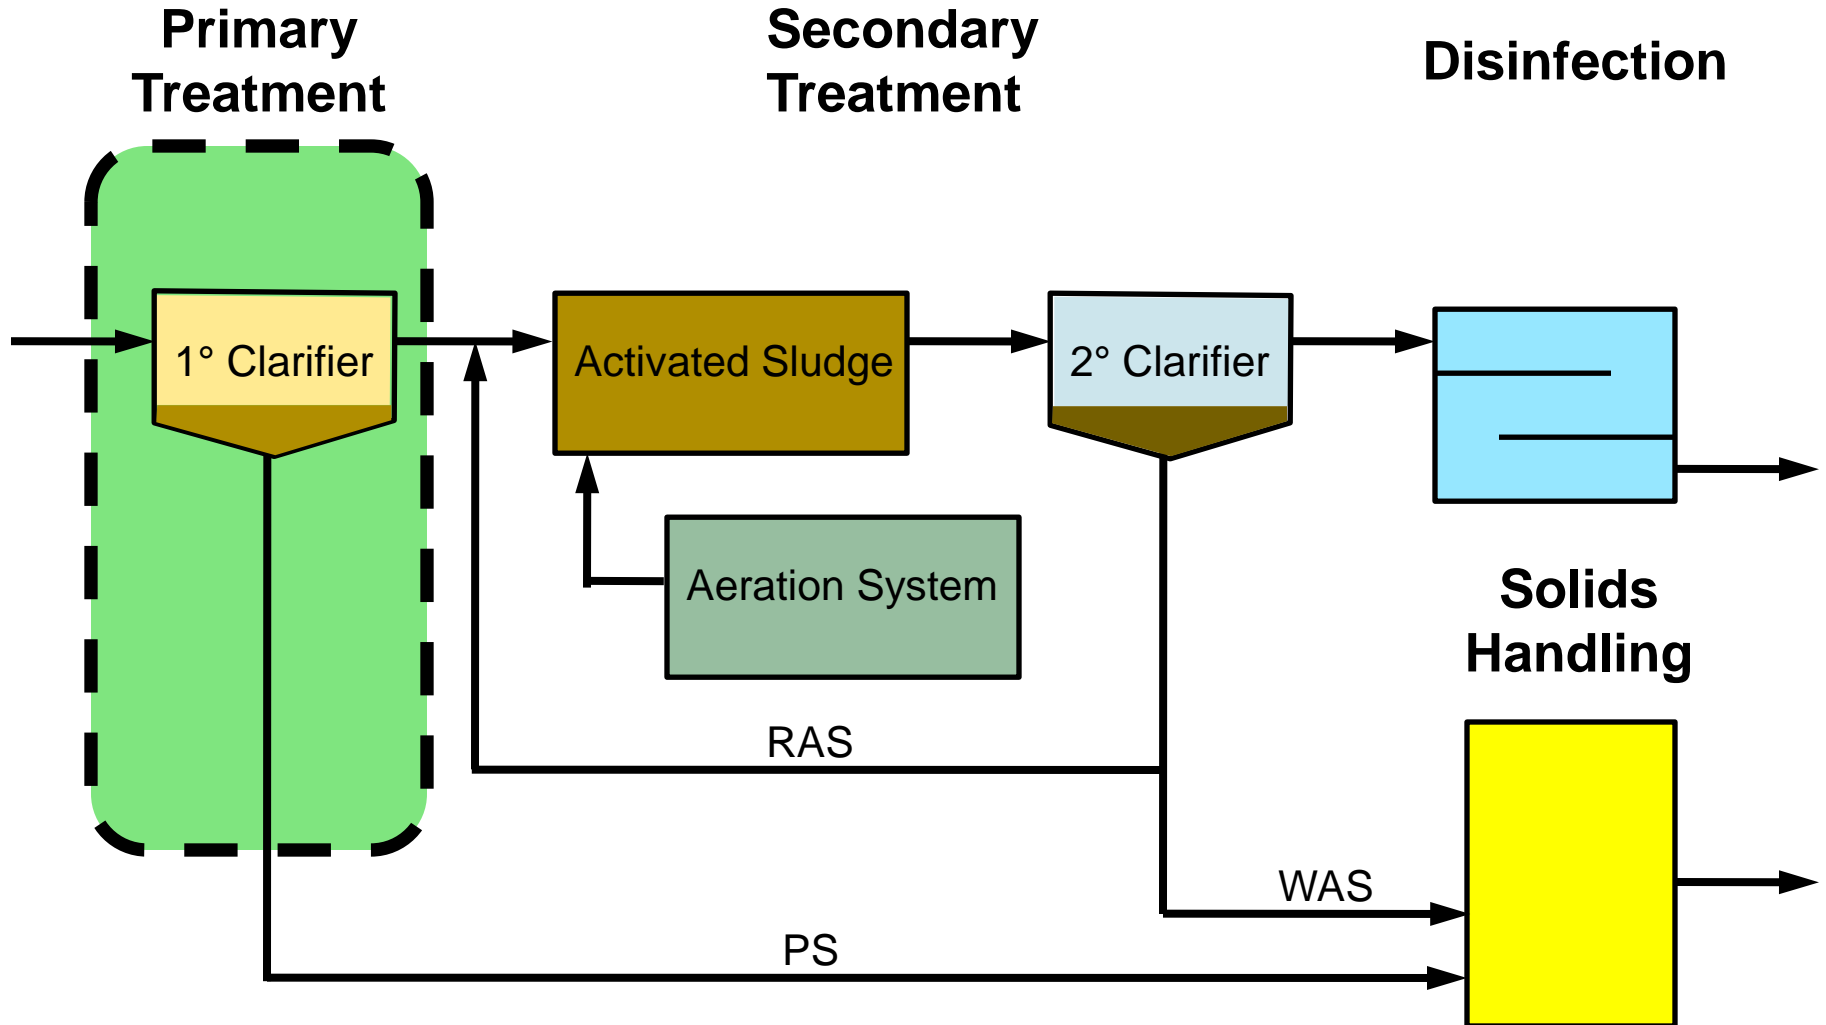 Primary
Treatment
Secondary
Treatment
Disinfection
1° Clarifier
Activated Sludge
2° Clarifier
Aeration System
Solids
Handling
RAS
WAS
PS